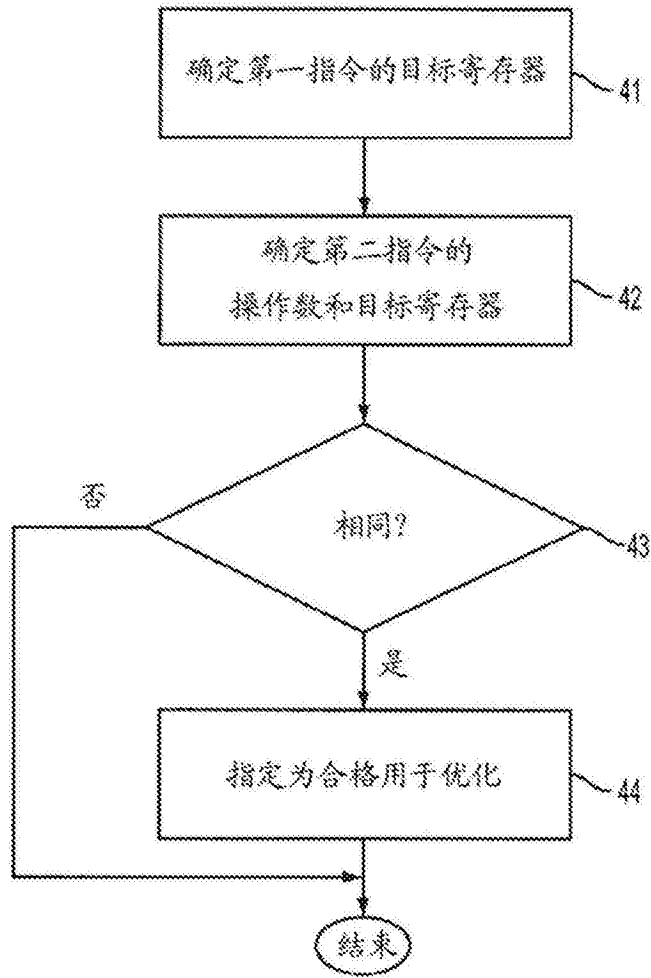 确定第一指令的目标寄存器
41
确定第二指令的
操作数和目标寄存器
42
否
相同?
43
是
指定为合格用于优化
44
结束